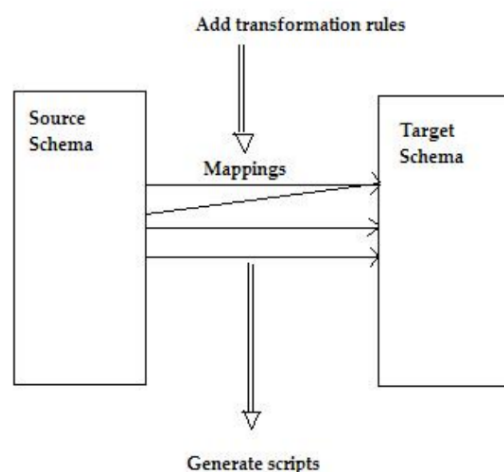 Add transformation rules
Source
Schema
Target
Schema
Mappings
Generate scripts